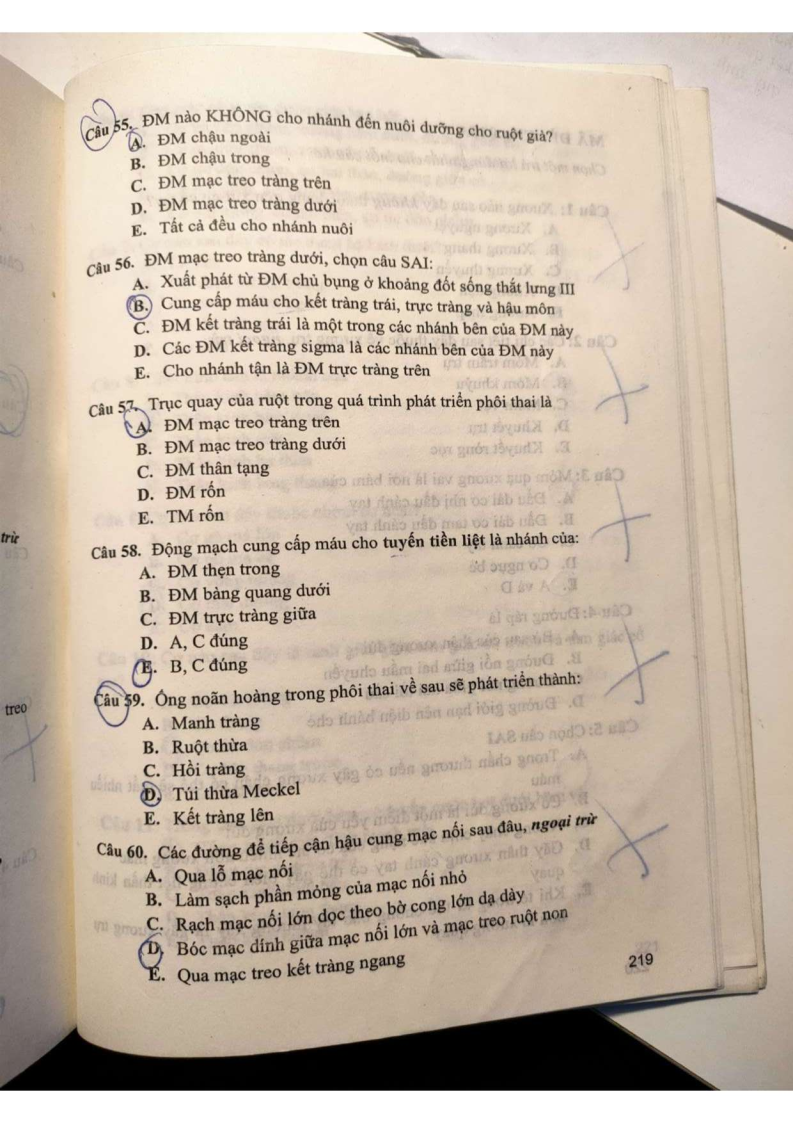 Câu 55. ĐM nào KHÔNG cho nhánh đến nuôi dưỡng cho ruột già?
A. ĐM chậu ngoài
B. ĐM chậu trong
C. ĐM mạc treo tràng trên
D. ĐM mạc treo tràng dưới
E. Tất cả đều cho nhánh nuôi
Câu 56. ĐM mạc treo tràng dưới, chọn câu SAI:
A. Xuất phát từ ĐM chủ bụng ở khoảng đốt sống thắt lưng III
B. Cung cấp máu cho kết tràng trái, trực tràng và hậu môn
C. ĐM kết tràng trái là một trong các nhánh bên của ĐM này
D. Các ĐM kết tràng sigma là các nhánh bên của ĐM này
E. Cho nhánh tận là ĐM trực tràng trên
Câu 57. Trục quay của ruột trong quá trình phát triển phôi thai là
A. ĐM mạc treo tràng trên
B. ĐM mạc treo tràng dưới
C. ĐM thân tạng
D. ĐM rốn
E. TM rốn
Câu 58. Động mạch cung cấp máu cho tuyến tiền liệt là nhánh của:
A. ĐM thẹn trong
B. ĐM bàng quang dưới
C. ĐM trực tràng giữa
D. A, C đúng
E. B, C đúng
Câu 59. Ống noãn hoàng trong phôi thai về sau sẽ phát triển thành:
A. Manh tràng
B. Ruột thừa
C. Hồi tràng
D. Túi thừa Meckel
E. Kết tràng lên
Câu 60. Các đường để tiếp cận hậu cung mạc nối sau đâu, ngoại trừ
A. Qua lỗ mạc nối
B. Làm sạch phần mỏng của mạc nối nhỏ
C. Rạch mạc nối lớn dọc theo bờ cong lớn dạ dày
D. Bóc mạc dính giữa mạc nối lớn và mạc treo ruột non
E. Qua mạc treo kết tràng ngang
219
trừ
treo